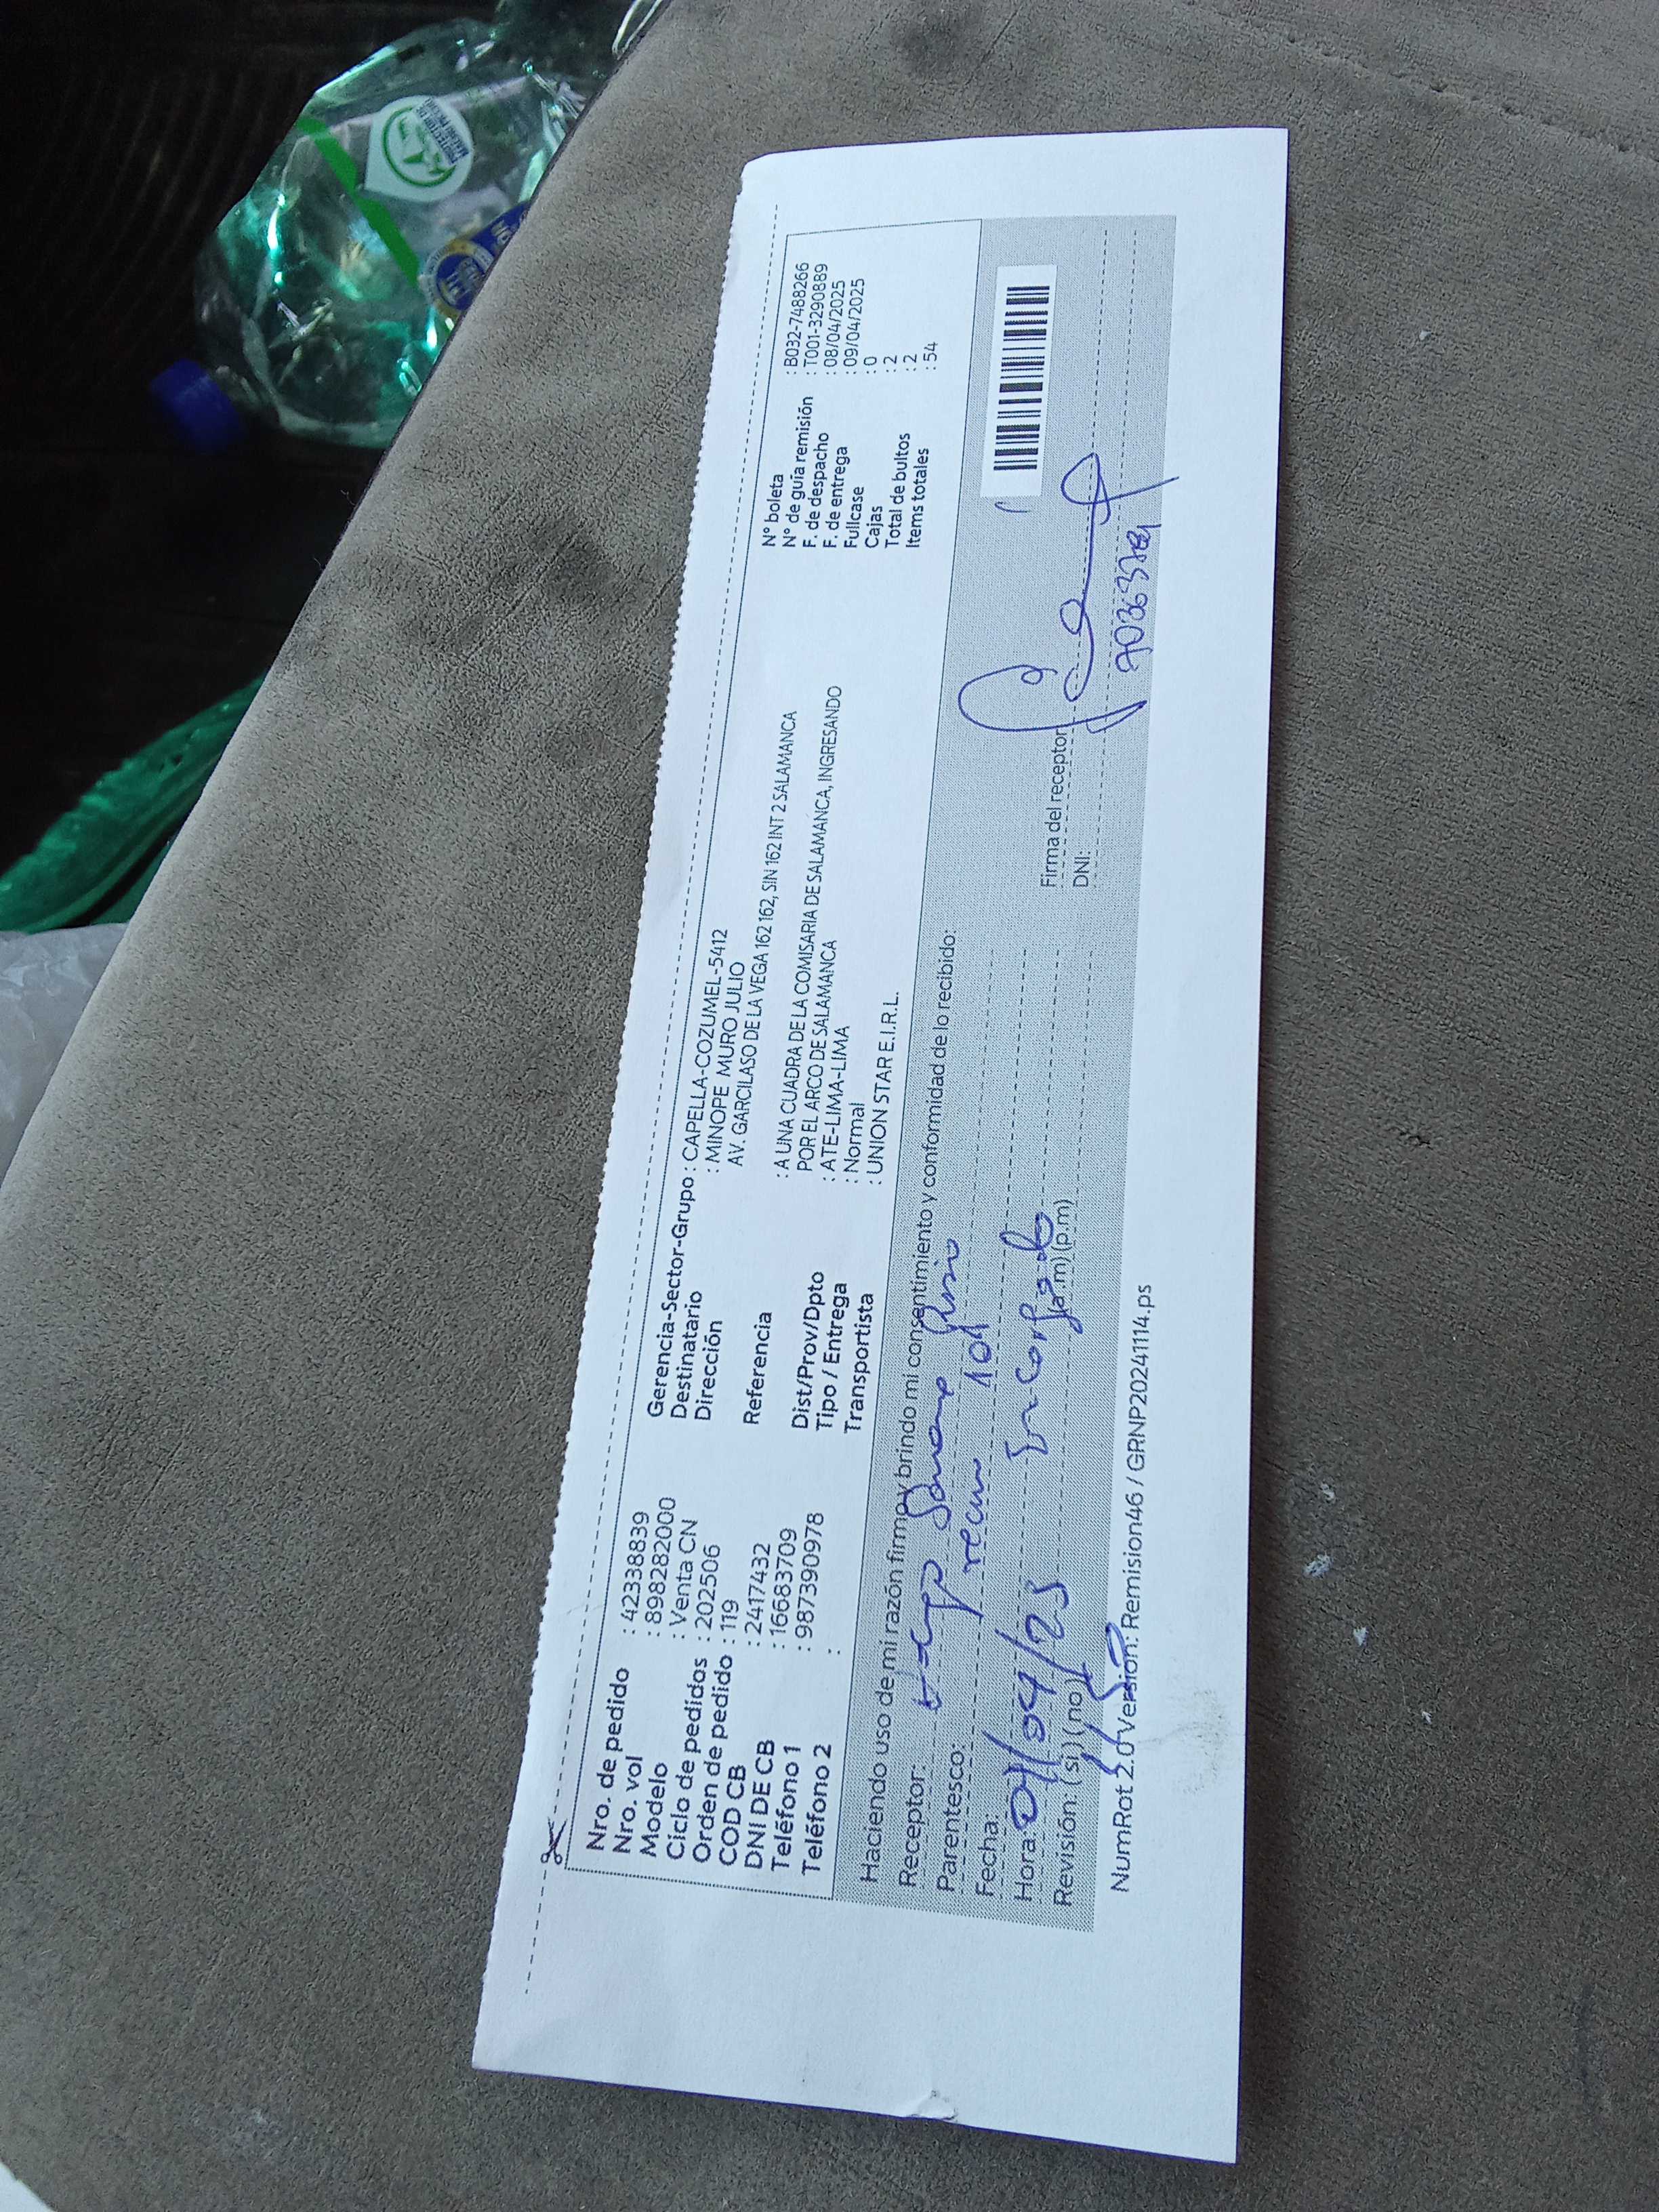 Nro. de pedido : 42338839
Nro. vol : 898282000
Modelo : Venta CN
Ciclo de pedidos : 202506
Orden de pedido : 119
COD CB : 2417432
DNI DE CB : 16683709
Teléfono 1 : 987390978
Teléfono 2 :
Gerencia-Sector-Grupo : CAPELLA-COZUMEL-5412
Destinatario : MINOPE MURO JULIO
Dirección AV. GARCILASO DE LA VEGA 162 162, SIN 162 INT 2 SALAMANCA
Referencia : A UNA CUADRA DE LA COMISARIA DE SALAMANCA, INGRESANDO
POR EL ARCO DE SALAMANCA
Dist/Prov/Dpto : ATE-LIMA-LIMA
Tipo / Entrega : Normal
Transportista : UNION STAR E.I.R.L.
N° boleta : B032-7488266
N° de guía remisión : T001-3290889
F. de despacho : 08/04/2025
F. de entrega : 09/04/2025
Fullcase : 0
Cajas : 2
Total de bultos : 2
Items totales : 54
Haciendo uso de mi razón firmo y brindo mi consentimiento y conformidad de lo recibido:
Receptor:
Parentesco:
Fecha: 09/04/25
Hora:
(a.m) (p.m)
Revisión: (si) (no)
Firma del receptor
DNI:
NumRot 2.0 Versión: Remision46 / GRNP20241114.ps